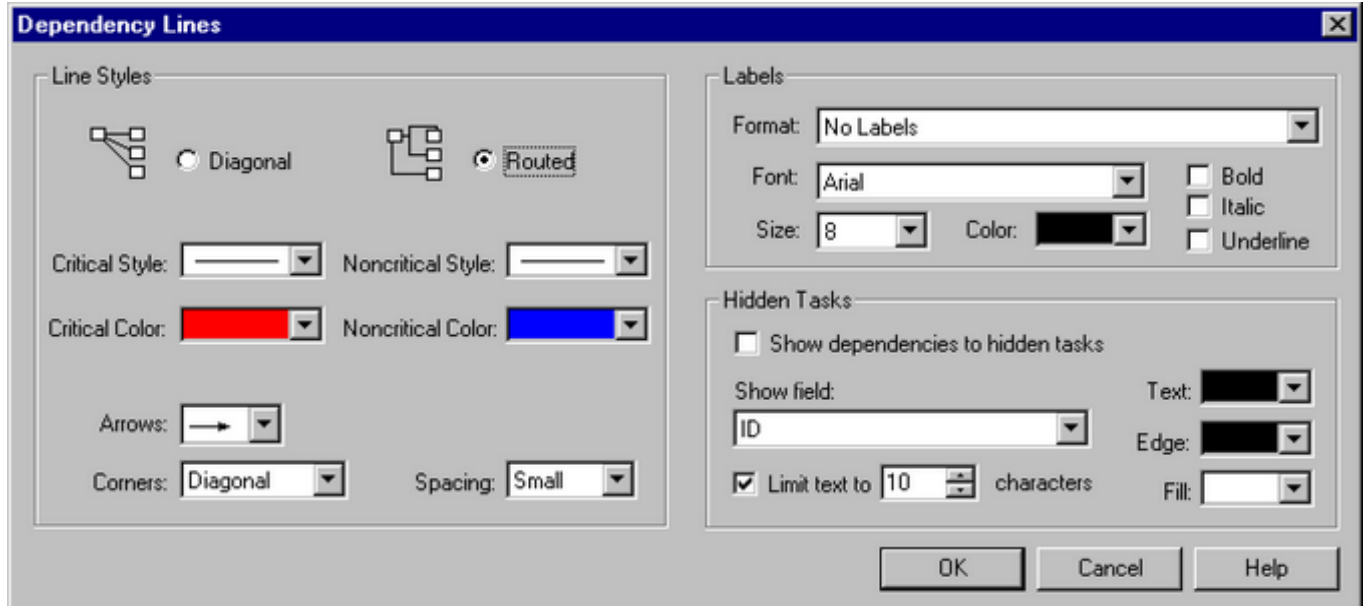 Dependency Lines
Line Styles
Diagonal
Routed
Critical Style:
Noncritical Style:
Critical Color:
Noncritical Color:
Arrows:
Corners: Diagonal
Spacing: Small
Labels
Format: No Labels
Font: Arial
Bold
Italic
Size: 8
Color:
Underline
Hidden Tasks
Show dependencies to hidden tasks
Show field:
Text:
ID
Edge:
Limit text to 10 characters
Fill:
OK
Cancel
Help